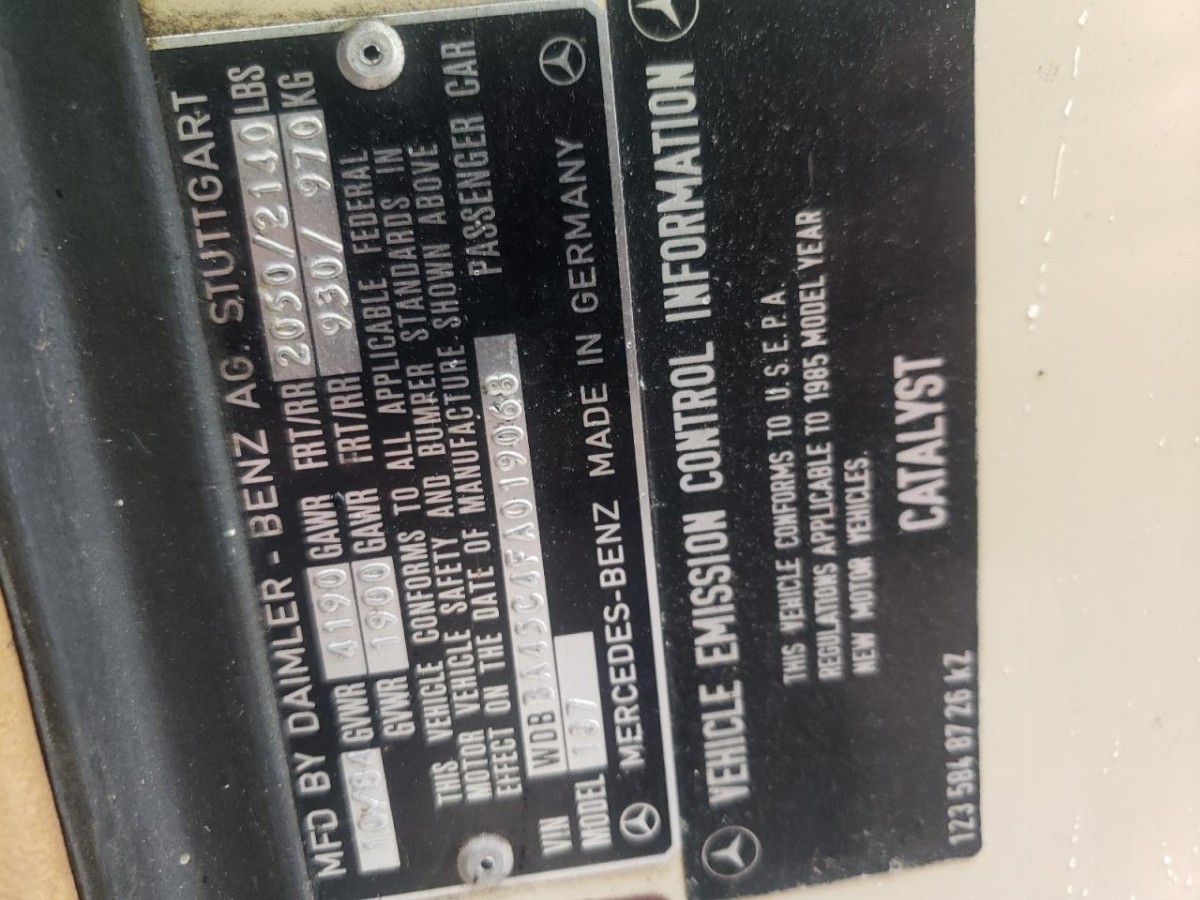 MFD BY DAIMLER - BENZ AG. STUTTGART
10/84 GVWR 4190 GAWR FRT/RR 2050/2140 LBS
GVWR 1900 GAWR FRT/RR 930/ 970 KG
THIS VEHICLE CONFORMS TO ALL APPLICABLE FEDERAL
MOTOR VEHICLE SAFETY AND BUMPER STANDARDS IN
EFFECT ON THE DATE OF MANUFACTURE SHOWN ABOVE
VIN WDBBA45C4FA019068 PASSENGER CAR
MODEL 107
MERCEDES-BENZ MADE IN GERMANY
VEHICLE EMISSION CONTROL INFORMATION
THIS VEHICLE CONFORMS TO U.S.E.P.A.
REGULATIONS APPLICABLE TO 1985 MODEL YEAR
NEW MOTOR VEHICLES.
CATALYST
123 584 87 26 kZ